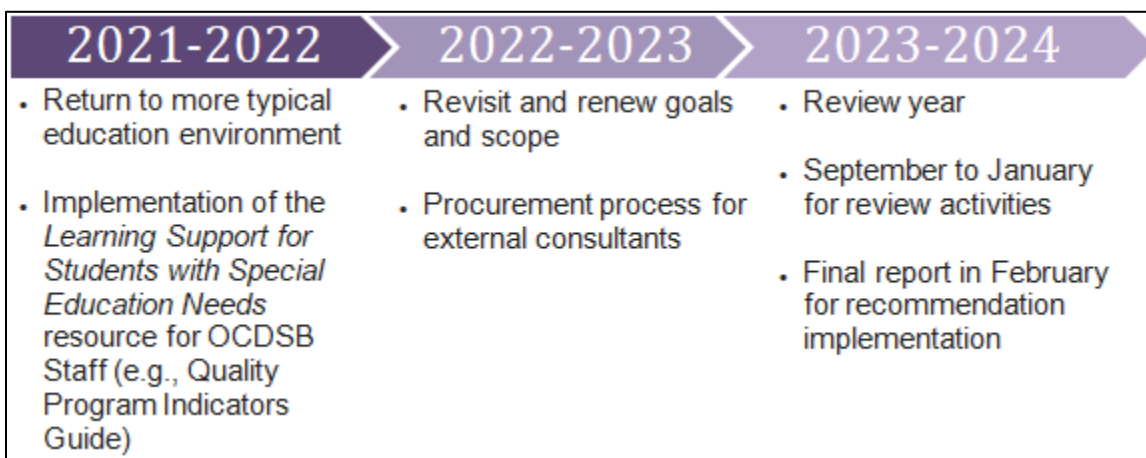 2021-2022
• Return to more typical
education environment
• Implementation of the
Learning Support for
Students with Special
Education Needs
resource for OCDSB
Staff (e.g., Quality
Program Indicators
Guide)
2022-2023
• Revisit and renew goals
and scope
• Procurement process for
external consultants
2023-2024
• Review year
• September to January
for review activities
• Final report in February
for recommendation
implementation